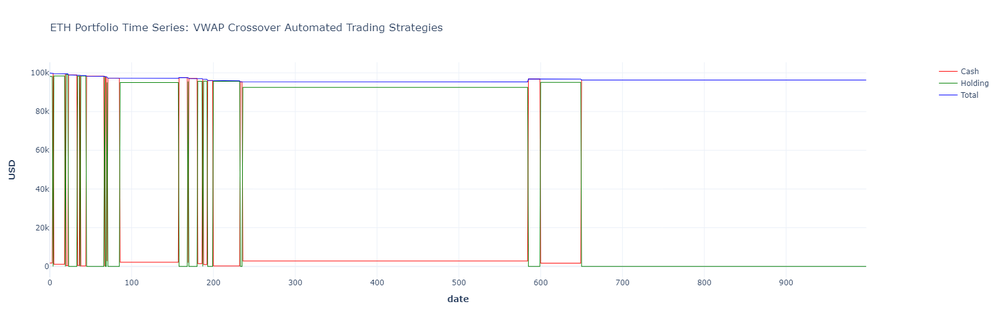 ETH Portfolio Time Series: VWAP Crossover Automated Trading Strategies
100k
80k
60k
40k
20k
0
USD
0
100
200
300
400
500
600
700
800
900
date
Cash
Holding
Total